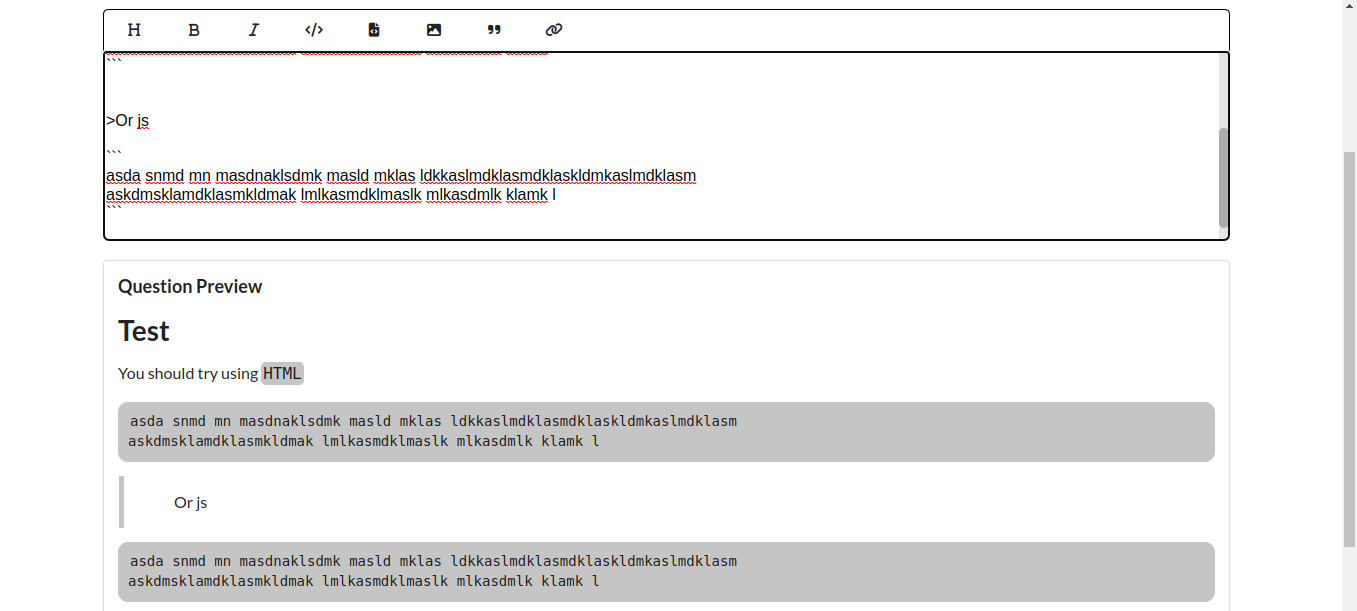 H B I </>
```
>Or js
```
asda snmd mn masdnaklsdmk masld mklas ldkkaslmdklasmdklaskldmkaslmdklasm
askdmsklamdklasmkldmak lmlkasmdklmaslk mlkasdmlk klamk l
```
Question Preview
Test
You should try using HTML
asda snmd mn masdnaklsdmk masld mklas ldkkaslmdklasmdklaskldmkaslmdklasm
askdmsklamdklasmkldmak lmlkasmdklmaslk mlkasdmlk klamk l
Or js
asda snmd mn masdnaklsdmk masld mklas ldkkaslmdklasmdklaskldmkaslmdklasm
askdmsklamdklasmkldmak lmlkasmdklmaslk mlkasdmlk klamk l